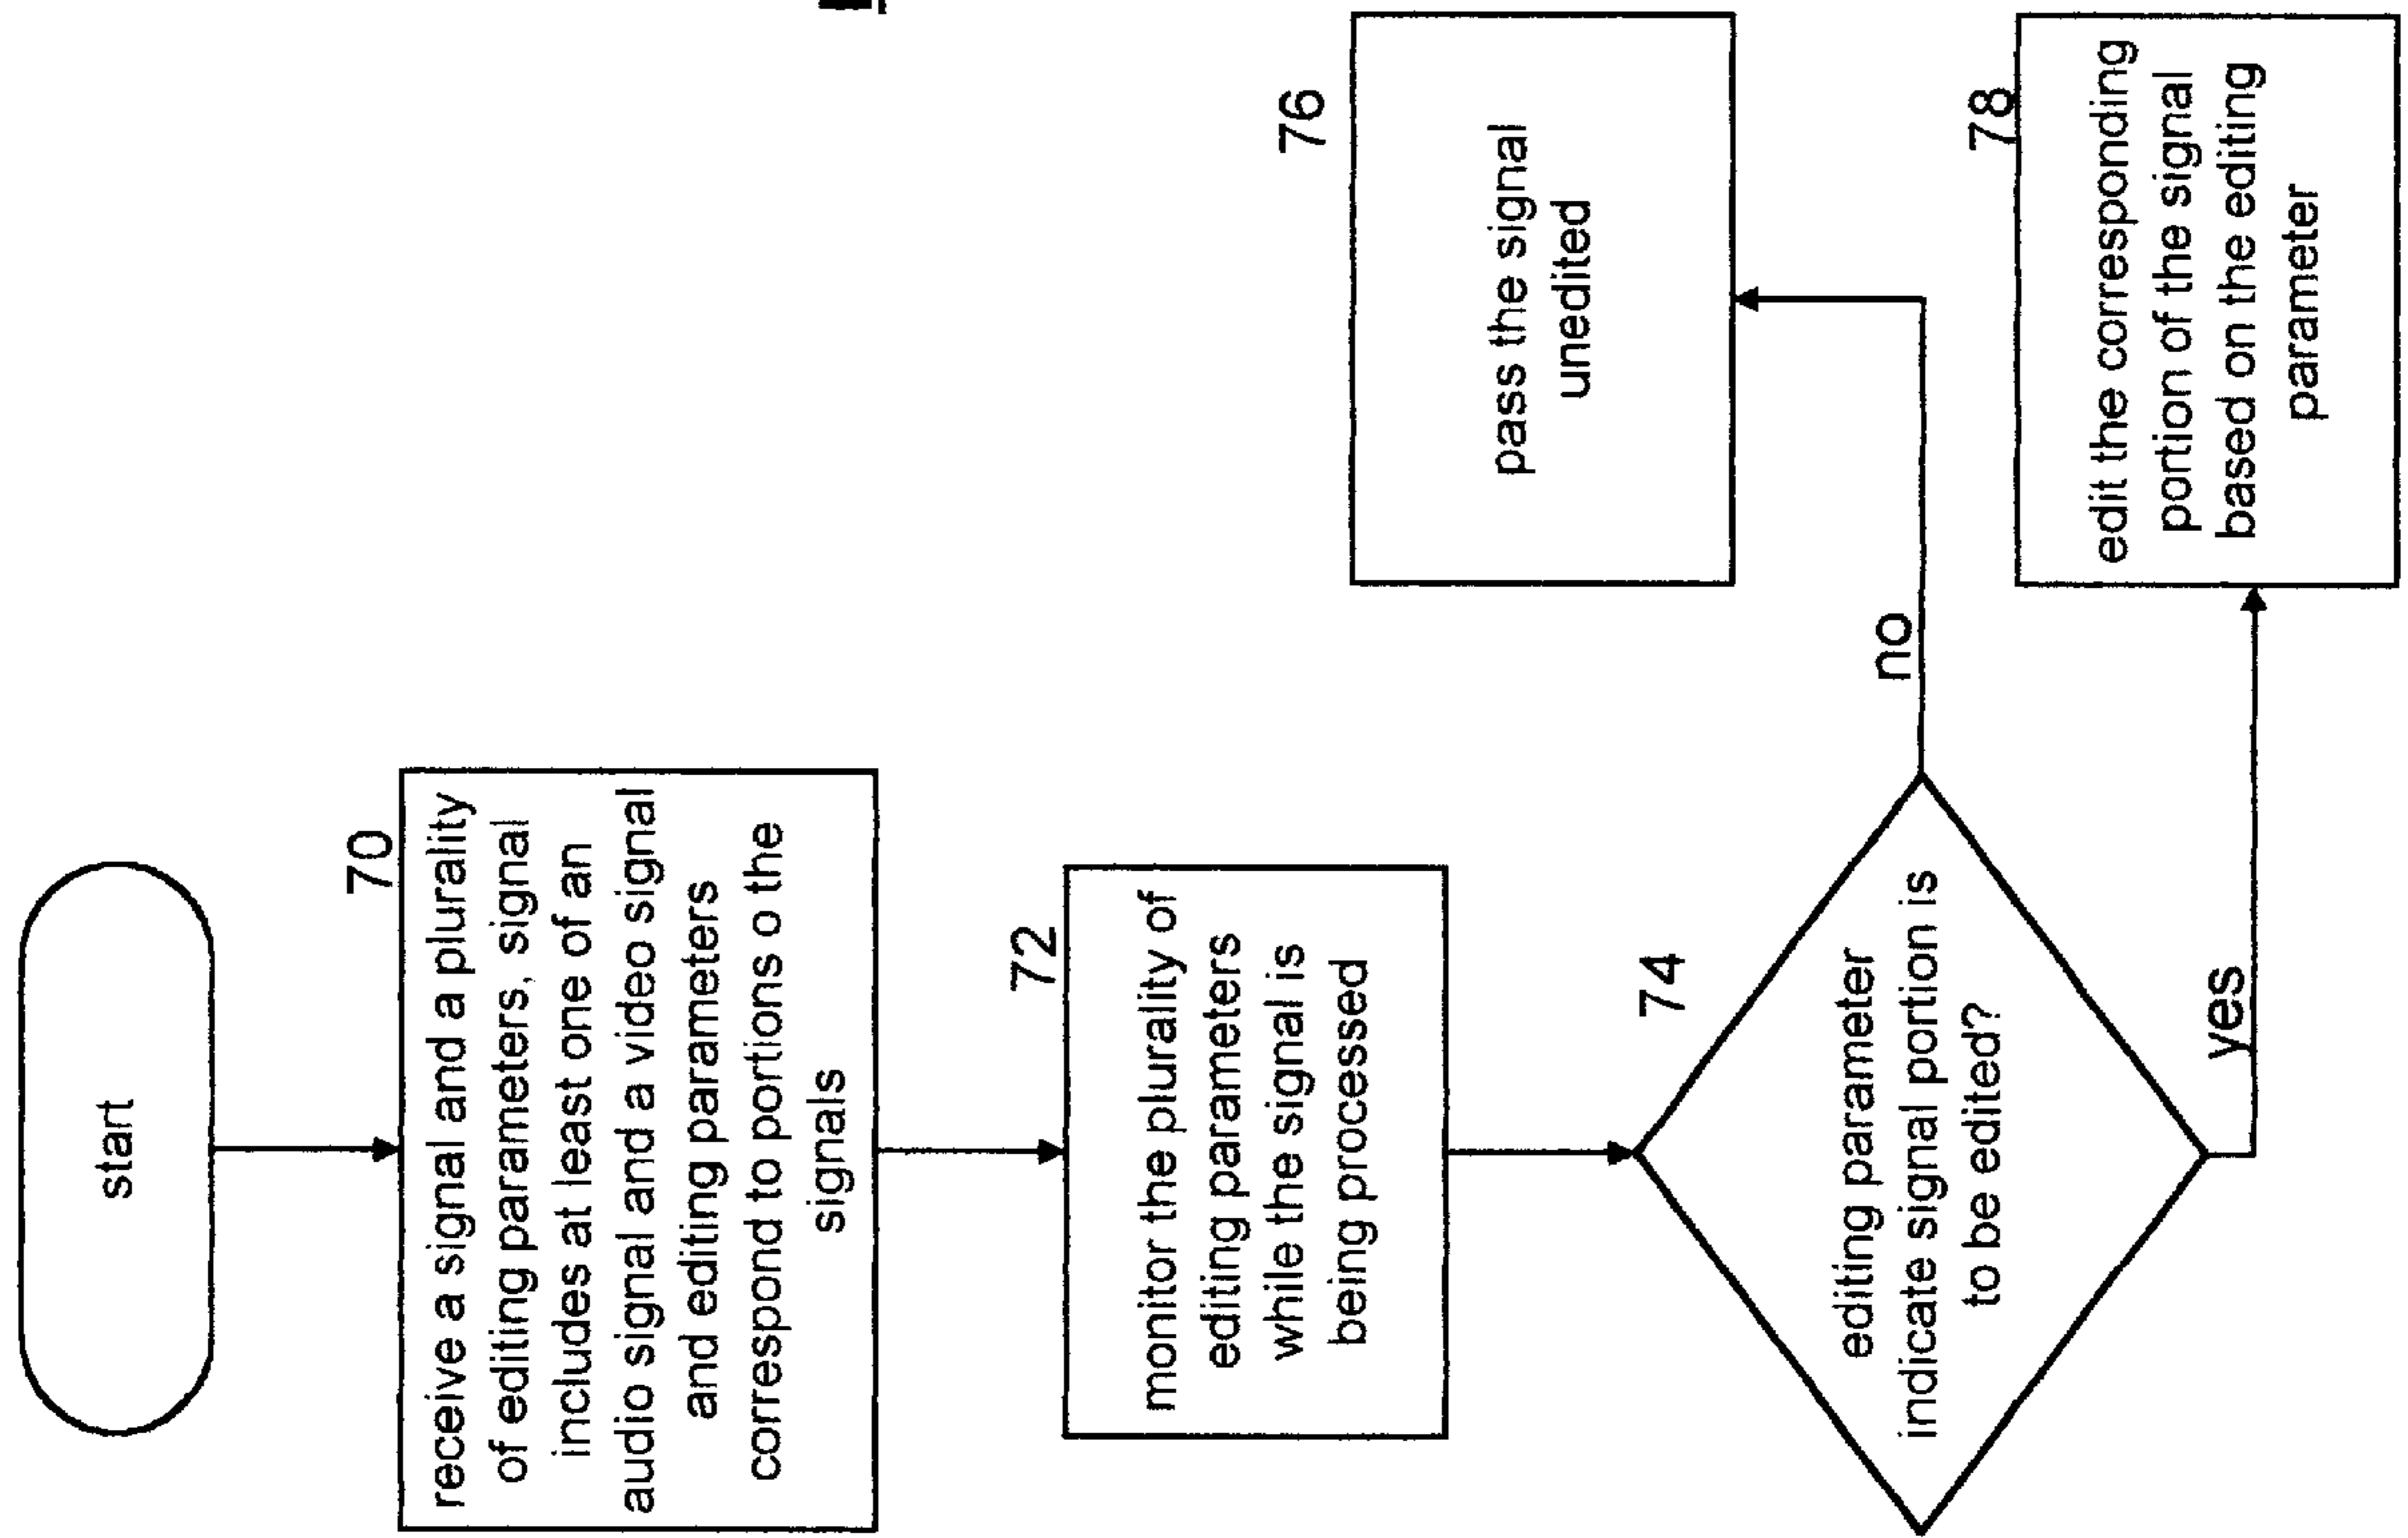 start
70
receive a signal and a plurality
of editing parameters, signal
includes at least one of an
audio signal and a video signal
and editing parameters
correspond to portions o the
signals
72
monitor the plurality of
editing parameters
while the signal is
being processed
74
editing parameter
indicate signal portion is
to be edited?
no
76
pass the signal
unedited
yes
78
edit the corresponding
portion of the signal
based on the editing
parameter